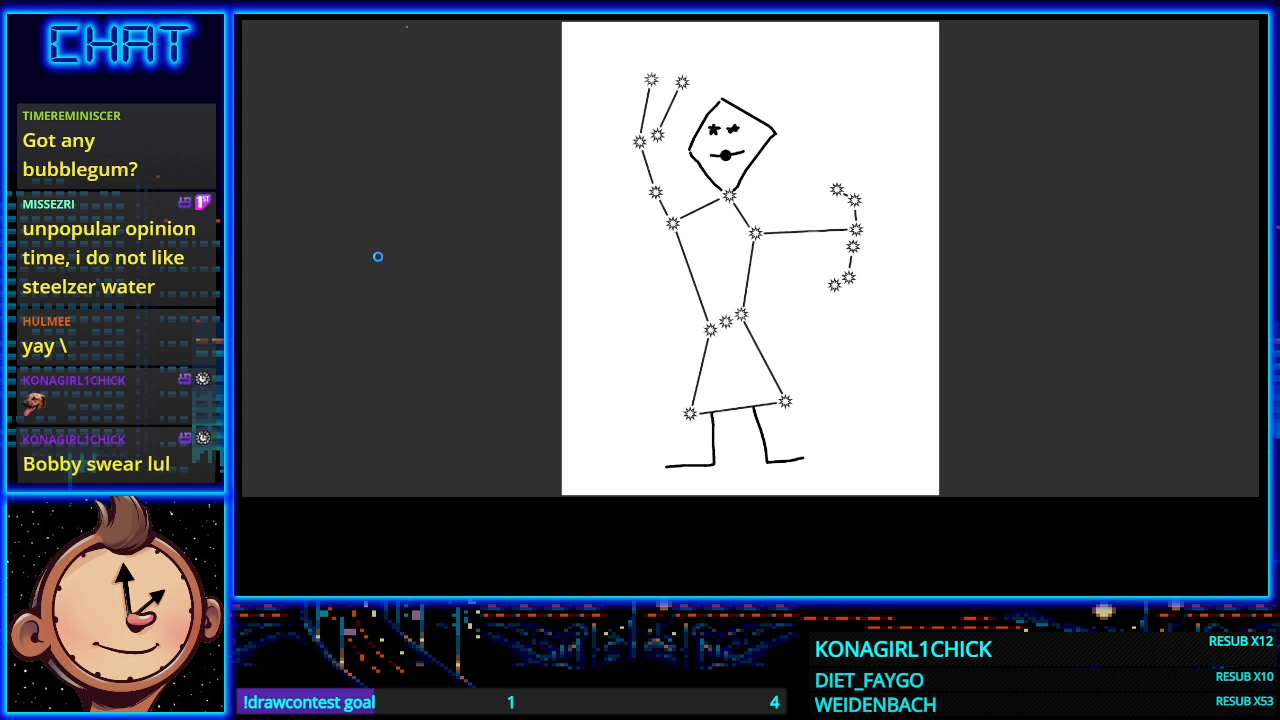 CHAT
TIMEREMINISCER
Got any
bubblegum?
MISSEZRI
1ST
unpopular opinion
time, i do not like
steelzer water
HULMEE
yay \
KONAGIRL1CHICK
KONAGIRL1CHICK
Bobby swear lul
!drawcontest goal 1 4
KONAGIRL1CHICK RESUB X12
DIET_FAYGO RESUB X10
WEIDENBACH RESUB X53